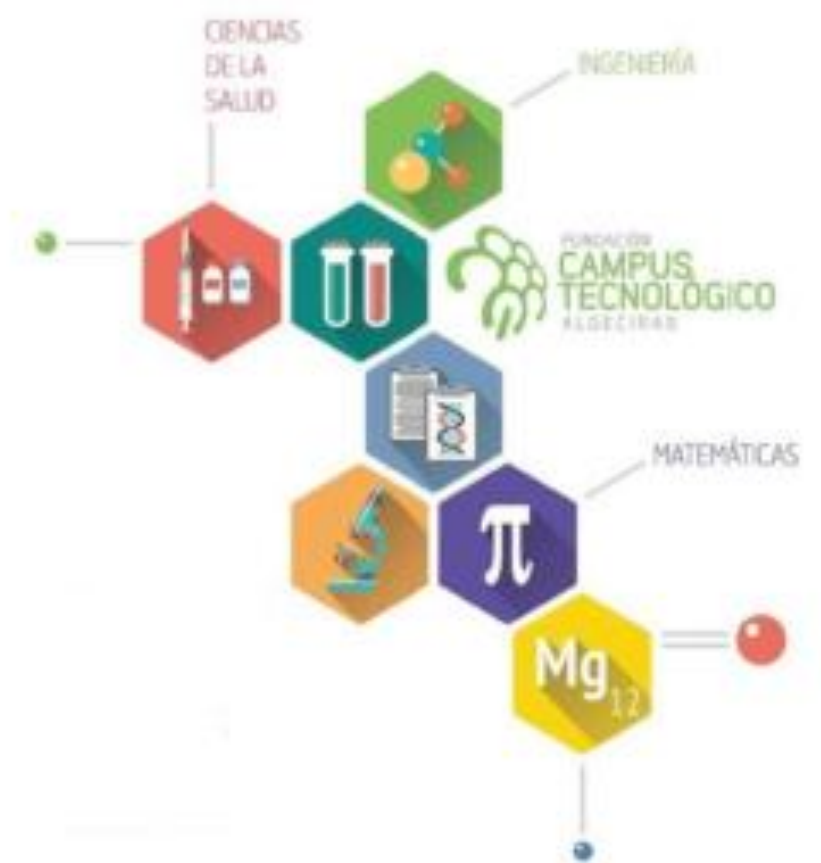 CIENCIAS
DE LA
SALUD
INGENIERÍA
FUNDACIÓN
CAMPUS
TECNOLÓGICO
ALGECIRAS
MATEMÁTICAS
π
Mg
12